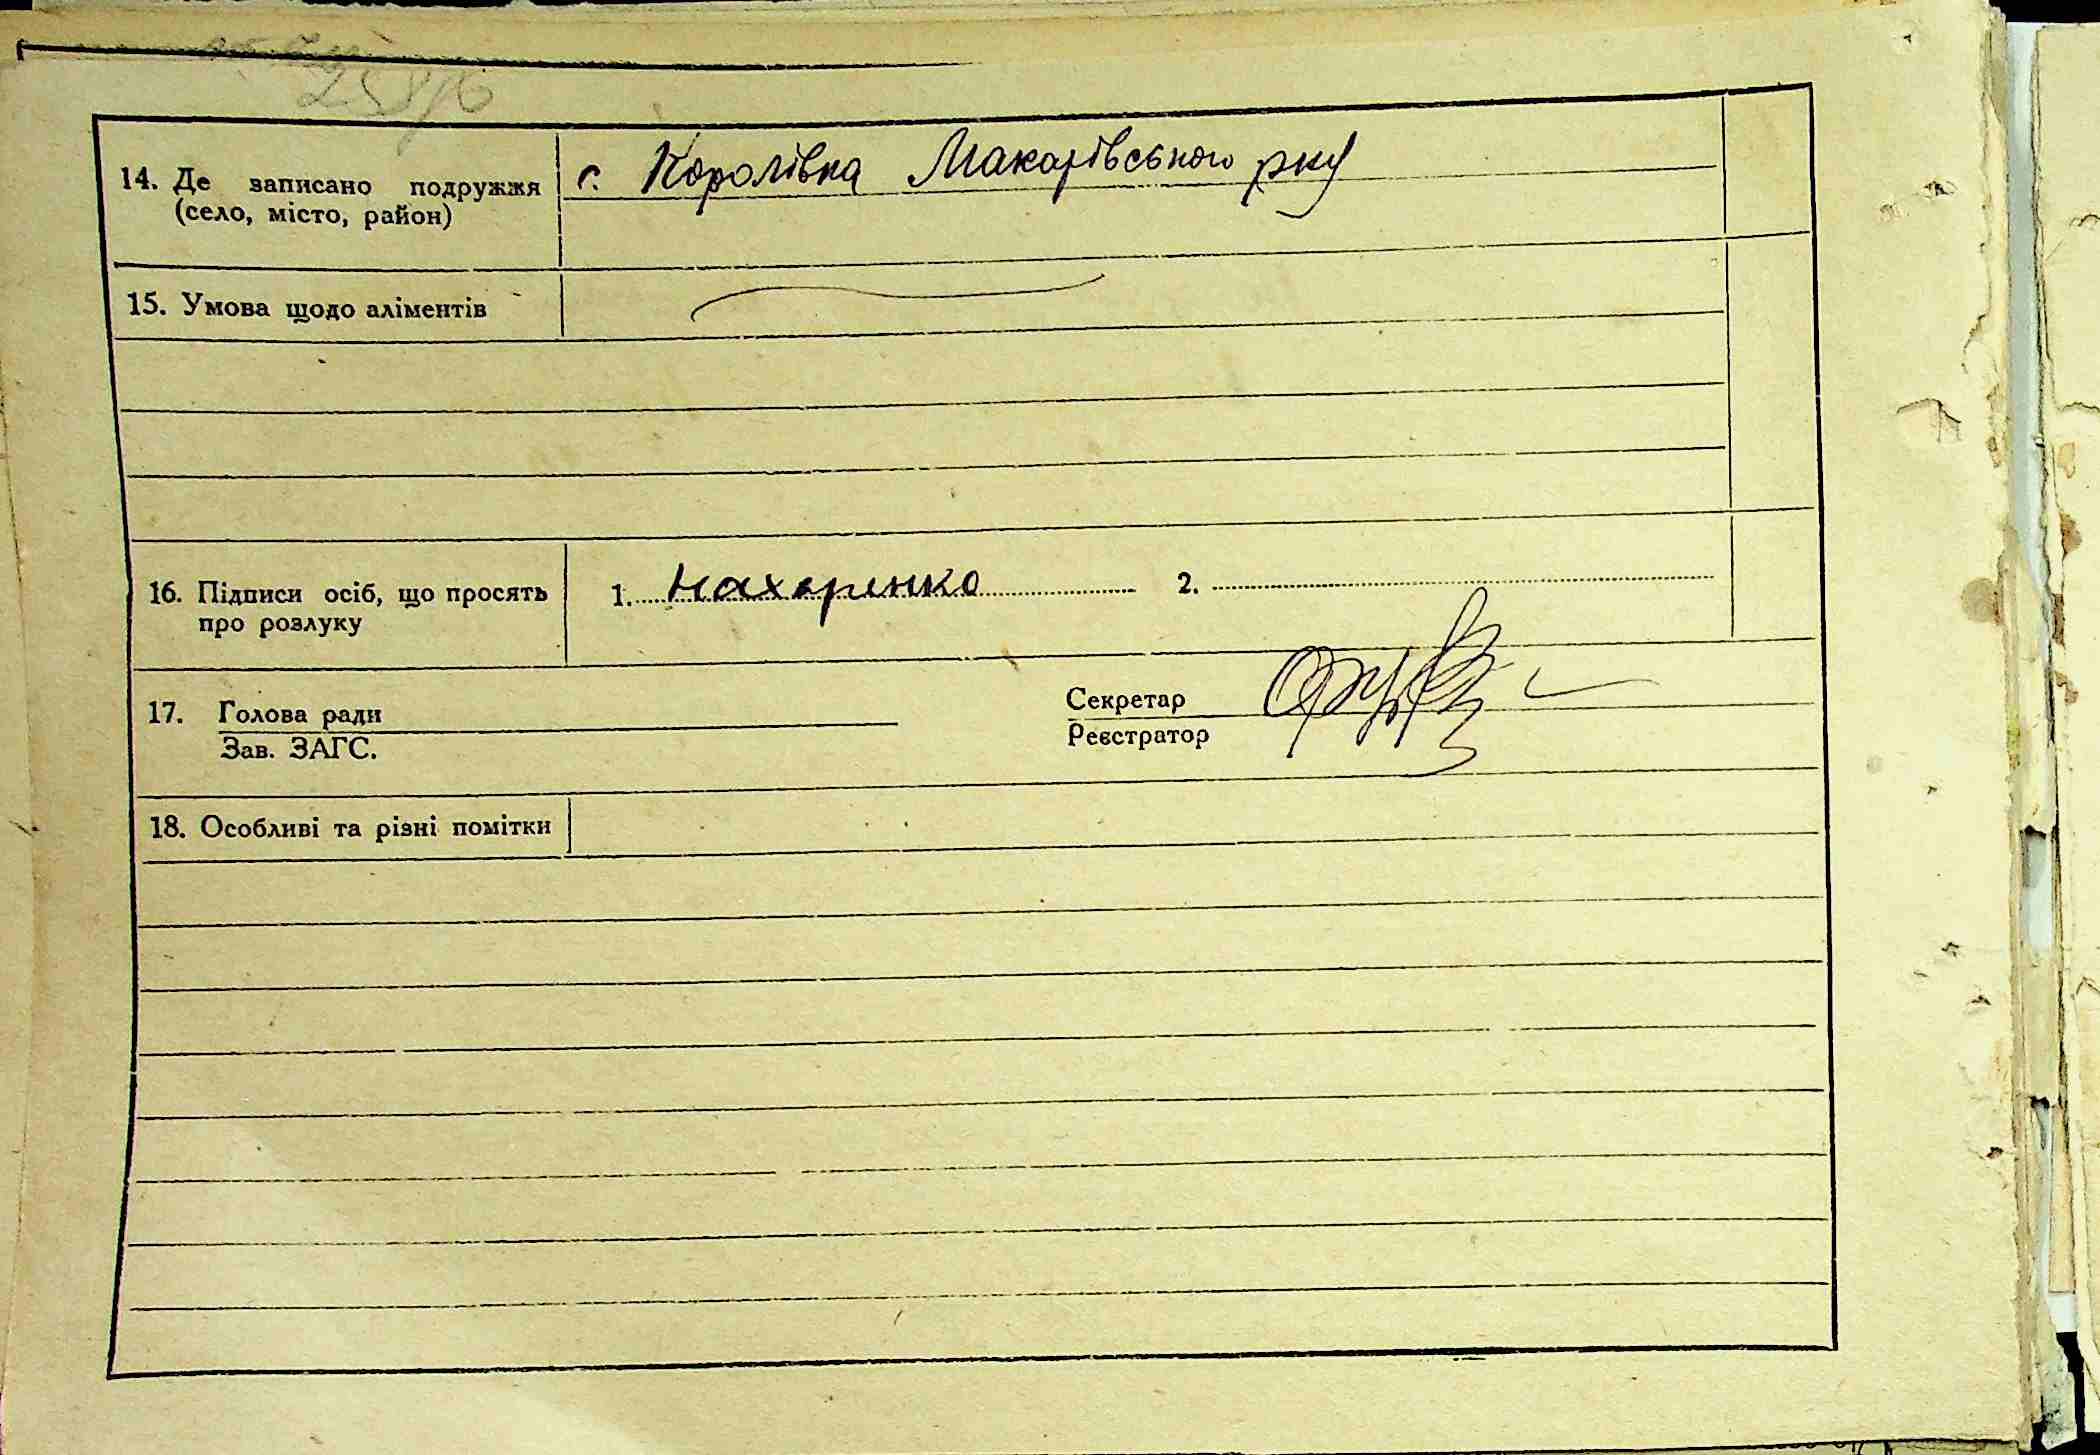 14. Де записано подружжя
(село, місто, район)
с. Королівка Макарівського р-ну
15. Умова щодо аліментів
16. Підписи осіб, що просять
про розлуку
1. Нахаренко 2.
17. Голова ради
Зав. ЗАГС.
Секретар
Реєстратор
18. Особливі та різні помітки